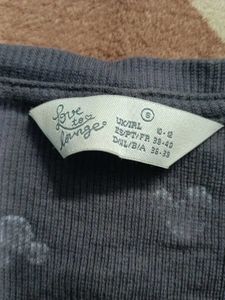 Love
to
lounge
S
UK/IRL 10-12
ES/PT/FR 38-40
D/NL/B/A 36-38